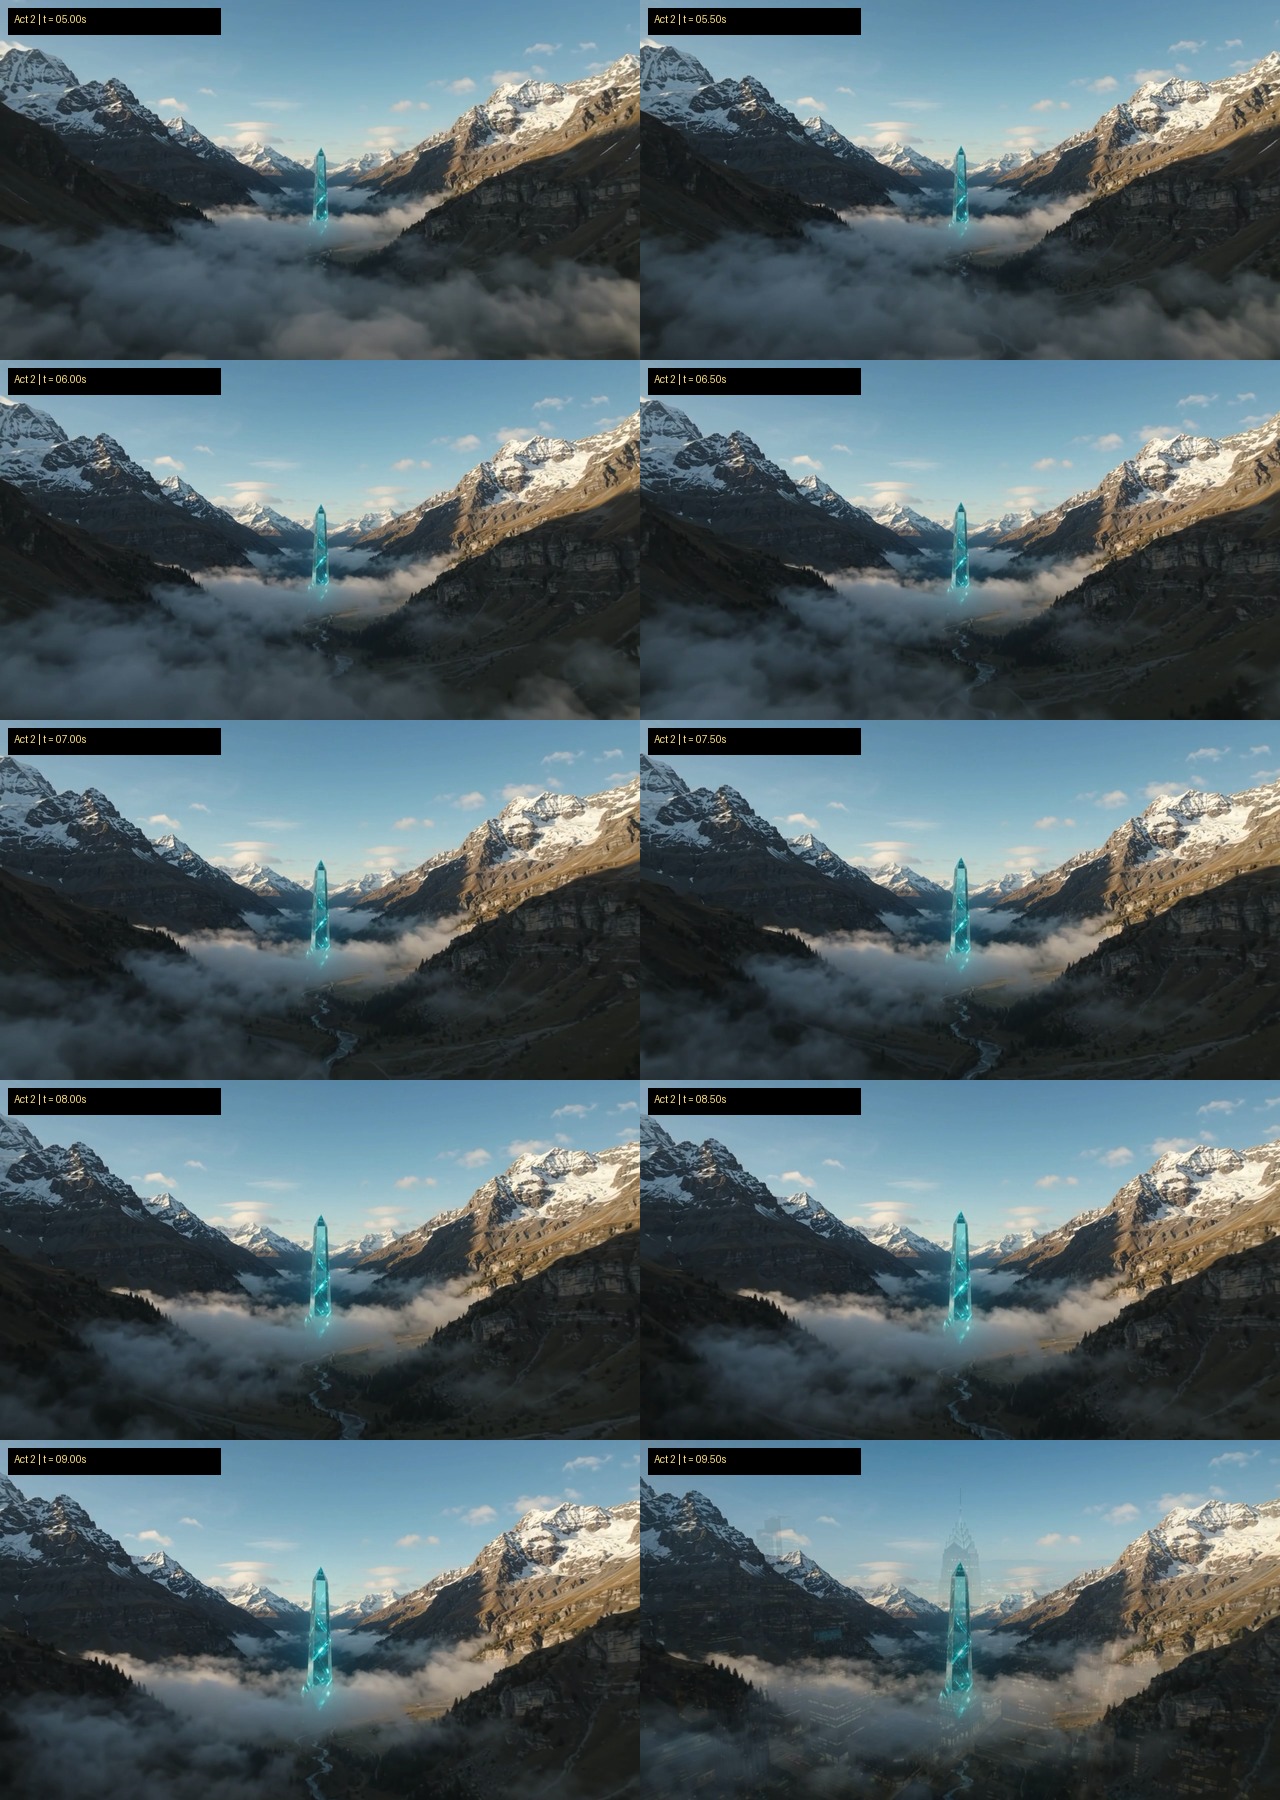 Act 2 | t = 05.00s
Act 2 | t = 05.50s
Act 2 | t = 06.00s
Act 2 | t = 06.50s
Act 2 | t = 07.00s
Act 2 | t = 07.50s
Act 2 | t = 08.00s
Act 2 | t = 08.50s
Act 2 | t = 09.00s
Act 2 | t = 09.50s